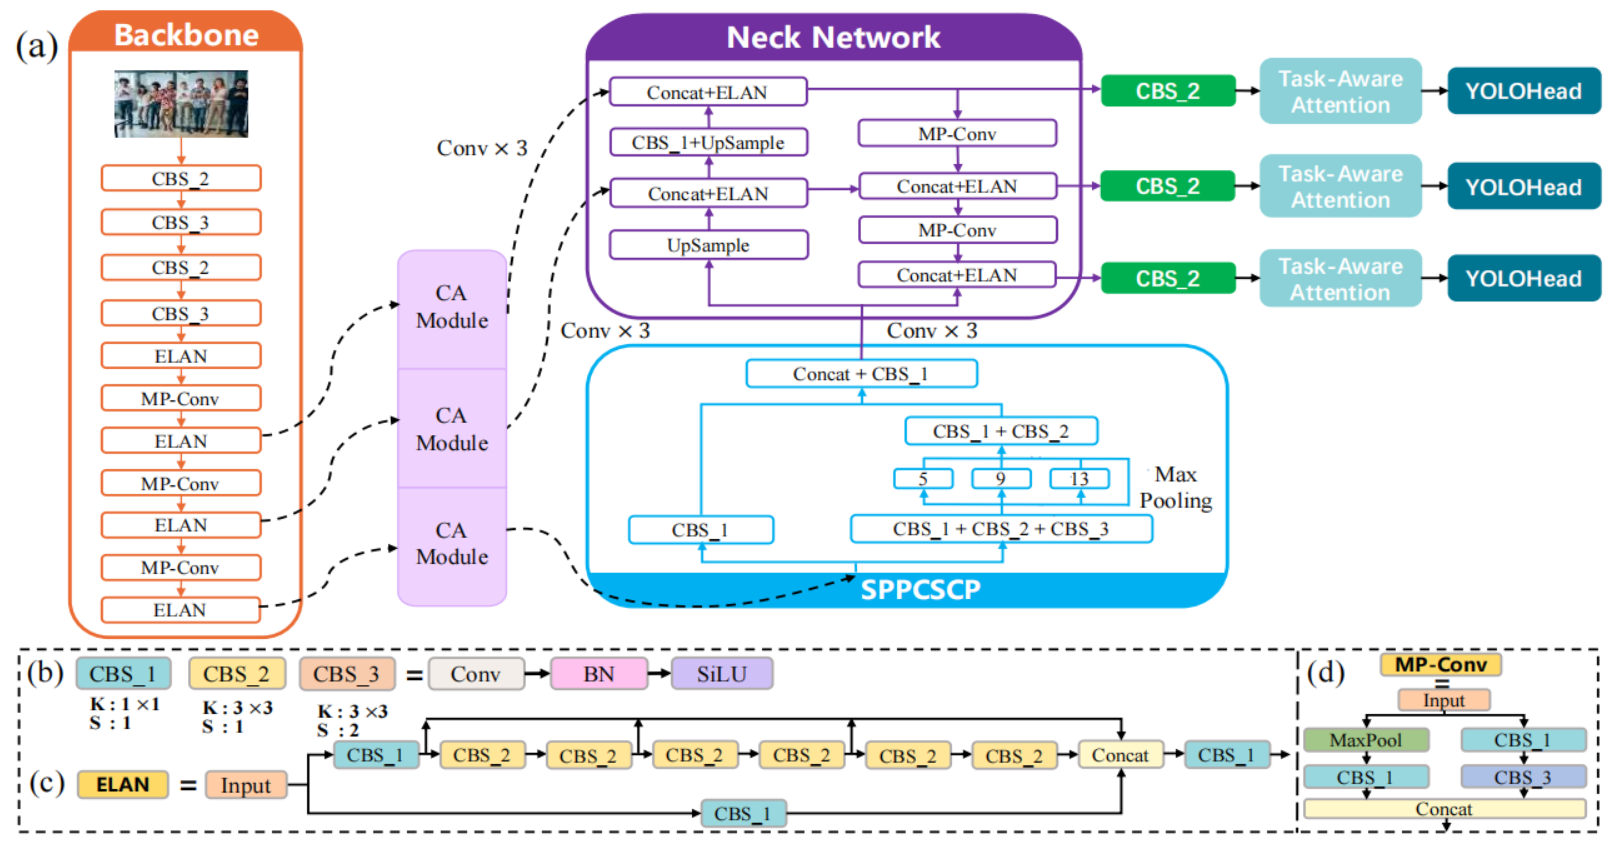 (a)
Backbone
CBS_2
CBS_3
CBS_2
CBS_3
ELAN
MP-Conv
ELAN
MP-Conv
ELAN
MP-Conv
ELAN
CA
Module
CA
Module
CA
Module
Conv × 3
Conv × 3
Conv × 3
Neck Network
Concat+ELAN
CBS_1+UpSample
Concat+ELAN
UpSample
MP-Conv
Concat+ELAN
MP-Conv
Concat+ELAN
CBS_2
Task-Aware
Attention
YOLOHead
CBS_2
Task-Aware
Attention
YOLOHead
CBS_2
Task-Aware
Attention
YOLOHead
Concat + CBS_1
CBS_1 + CBS_2
5
9
13
Max
Pooling
CBS_1
CBS_1 + CBS_2 + CBS_3
SPPCSCP
(b)
CBS_1
CBS_2
CBS_3
=
Conv
BN
SiLU
K : 1 ×1
S : 1
K : 3 ×3
S : 1
K : 3 ×3
S : 2
(c)
ELAN
=
Input
CBS_1
CBS_2
CBS_2
CBS_2
CBS_2
CBS_2
CBS_2
Concat
CBS_1
CBS_1
(d)
MP-Conv
=
Input
MaxPool
CBS_1
CBS_1
CBS_3
Concat